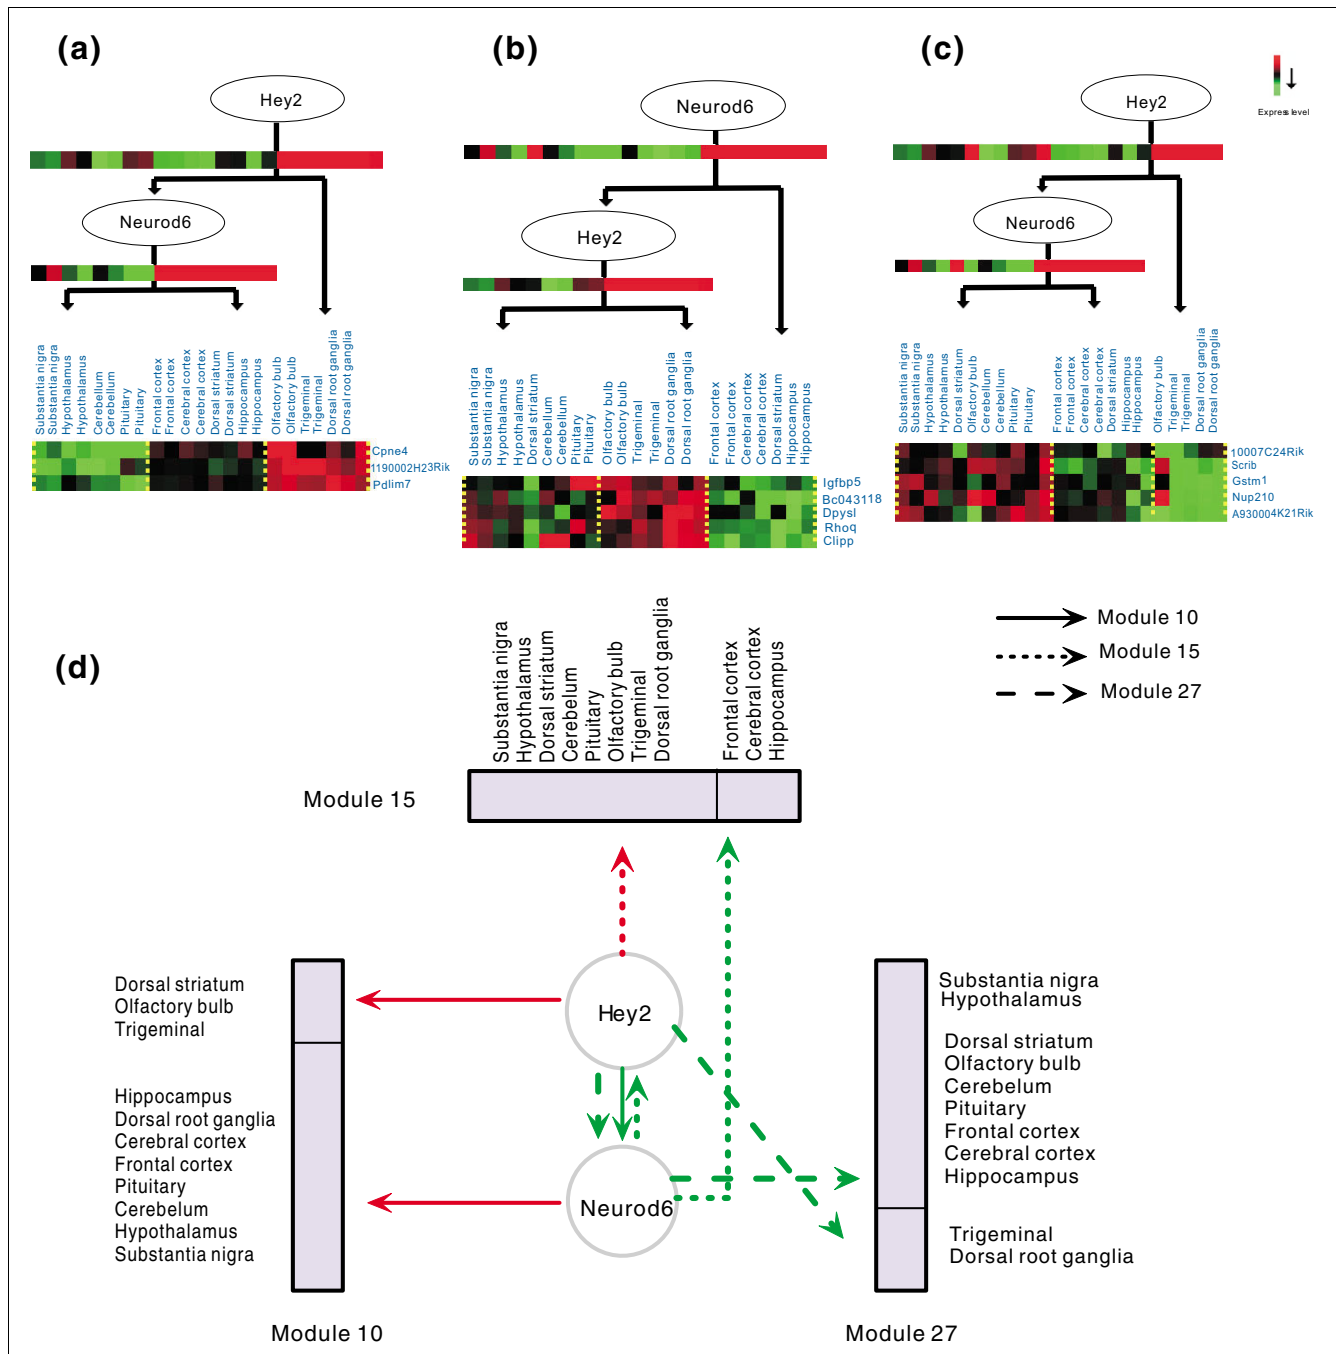 (a)
Hey2
Neurod6
Substantia nigra
Substantia nigra
Hypothalamus
Hypothalamus
Cerebellum
Cerebellum
Pituitary
Pituitary
Frontal cortex
Frontal cortex
Cerebral cortex
Cerebral cortex
Dorsal striatum
Dorsal striatum
Hippocampus
Hippocampus
Olfactory bulb
Olfactory bulb
Trigeminal
Trigeminal
Dorsal root ganglia
Dorsal root ganglia
Cpne4
1190002H23Rik
Pdlim7
(b)
Neurod6
Hey2
Substantia nigra
Substantia nigra
Hypothalamus
Hypothalamus
Dorsal striatum
Cerebellum
Cerebellum
Pituitary
Pituitary
Olfactory bulb
Olfactory bulb
Trigeminal
Trigeminal
Dorsal root ganglia
Dorsal root ganglia
Frontal cortex
Frontal cortex
Cerebral cortex
Cerebral cortex
Dorsal striatum
Hippocampus
Hippocampus
Igfbp5
Bc043118
Dpysl
Rhoq
Clipp
(c)
Hey2
Express level
Neurod6
Substantia nigra
Substantia nigra
Hypothalamus
Hypothalamus
Dorsal striatum
Olfactory bulb
Cerebellum
Cerebellum
Pituitary
Pituitary
Frontal cortex
Frontal cortex
Cerebral cortex
Cerebral cortex
Dorsal striatum
Hippocampus
Hippocampus
Olfactory bulb
Trigeminal
Trigeminal
Dorsal root ganglia
Dorsal root ganglia
10007C24Rik
Scrib
Gstm1
Nup210
A930004K21Rik
(d)
Module 10
Module 15
Module 27
Substantia nigra
Hypothalamus
Dorsal striatum
Cerebelum
Pituitary
Olfactory bulb
Trigeminal
Dorsal root ganglia
Frontal cortex
Cerebral cortex
Hippocampus
Module 15
Hey2
Neurod6
Dorsal striatum
Olfactory bulb
Trigeminal
Hippocampus
Dorsal root ganglia
Cerebral cortex
Frontal cortex
Pituitary
Cerebelum
Hypothalamus
Substantia nigra
Module 10
Substantia nigra
Hypothalamus
Dorsal striatum
Olfactory bulb
Cerebelum
Pituitary
Frontal cortex
Cerebral cortex
Hippocampus
Trigeminal
Dorsal root ganglia
Module 27